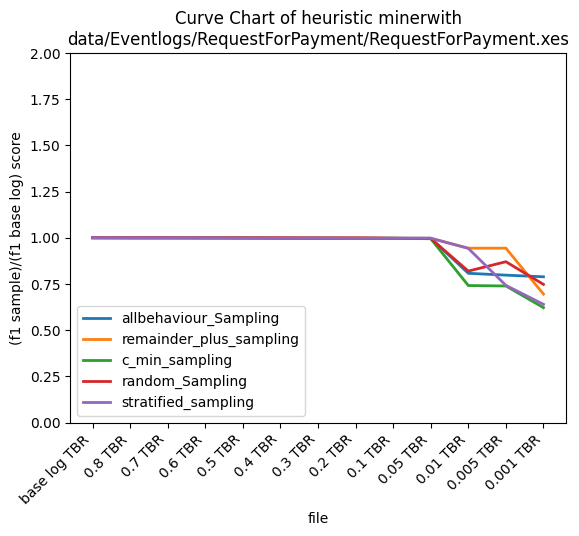 Curve Chart of heuristic minerwith
data/Eventlogs/RequestForPayment/RequestForPayment.xes
(f1 sample)/(f1 base log) score
2.00
1.75
1.50
1.25
1.00
0.75
0.50
0.25
0.00
allbehaviour_Sampling
remainder_plus_sampling
c_min_sampling
random_Sampling
stratified_sampling
base log TBR
0.8 TBR
0.7 TBR
0.6 TBR
0.5 TBR
0.4 TBR
0.3 TBR
0.2 TBR
0.1 TBR
0.05 TBR
0.01 TBR
0.005 TBR
0.001 TBR
file